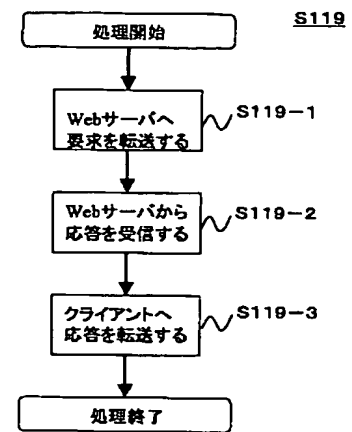 S119
処理開始
Webサーバへ
要求を転送する
S119-1
Webサーバから
応答を受信する
S119-2
クライアントへ
応答を転送する
S119-3
処理終了